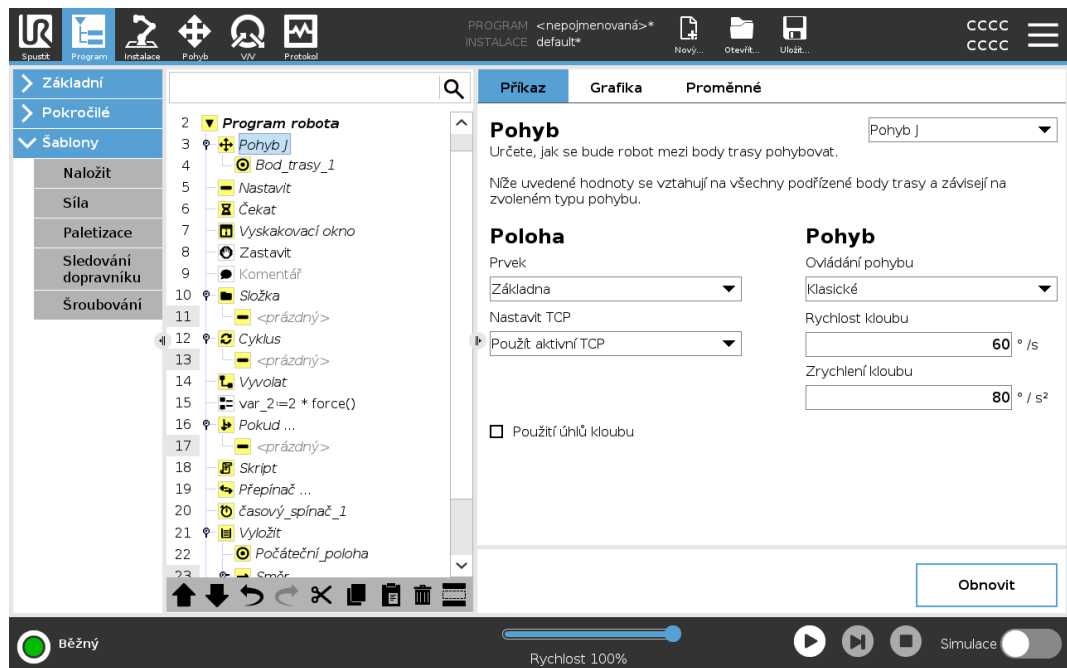 PROGRAM <nepojmenovaná>*
INSTALACE default*
cccc
cccc
Spustit
Program
Instalace
Pohyb
V/V
Protokol
Nový...
Otevřít...
Uložit...
Základní
Pokročilé
Šablony
Naložit
Síla
Paletizace
Sledování
dopravníku
Šroubování
2 Program robota
3 Pohyb J
4 Bod_trasy_1
5 Nastavit
6 Čekat
7 Vyskakovací okno
8 Zastavit
9 Komentář
10 Složka
11 <prázdný>
12 Cyklus
13 <prázdný>
14 Vyvolat
15 var_2:=2 * force()
16 Pokud ...
17 <prázdný>
18 Skript
19 Přepínač ...
20 časový_spínač_1
21 Vyložit
22 Počáteční_poloha
23 Směr
Příkaz
Grafika
Proměnné
Pohyb
Pohyb J
Určete, jak se bude robot mezi body trasy pohybovat.
Níže uvedené hodnoty se vztahují na všechny podřízené body trasy a závisejí na
zvoleném typu pohybu.
Poloha
Prvek
Základna
Nastavit TCP
Použít aktivní TCP
Použití úhlů kloubu
Pohyb
Ovládání pohybu
Klasické
Rychlost kloubu
60 ° /s
Zrychlení kloubu
80 ° / s²
Obnovit
Běžný
Rychlost 100%
Simulace